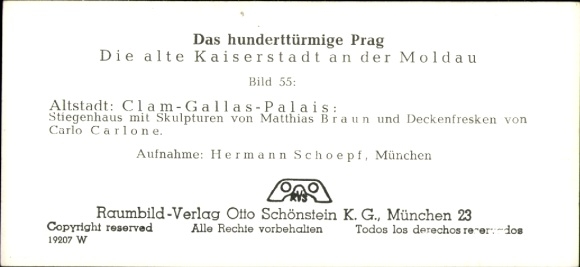 Das hunderttürmige Prag
Die alte Kaiserstadt an der Moldau
Bild 55:
Altstadt: Clam-Gallas-Palais:
Stiegenhaus mit Skulpturen von Matthias Braun und Deckenfresken von
Carlo Carlone.
Aufnahme: Hermann Schoepf, München
RVS
Raumbild-Verlag Otto Schönstein K. G., München 23
Copyright reserved Alle Rechte vorbehalten Todos los derechos reservados
19207 W